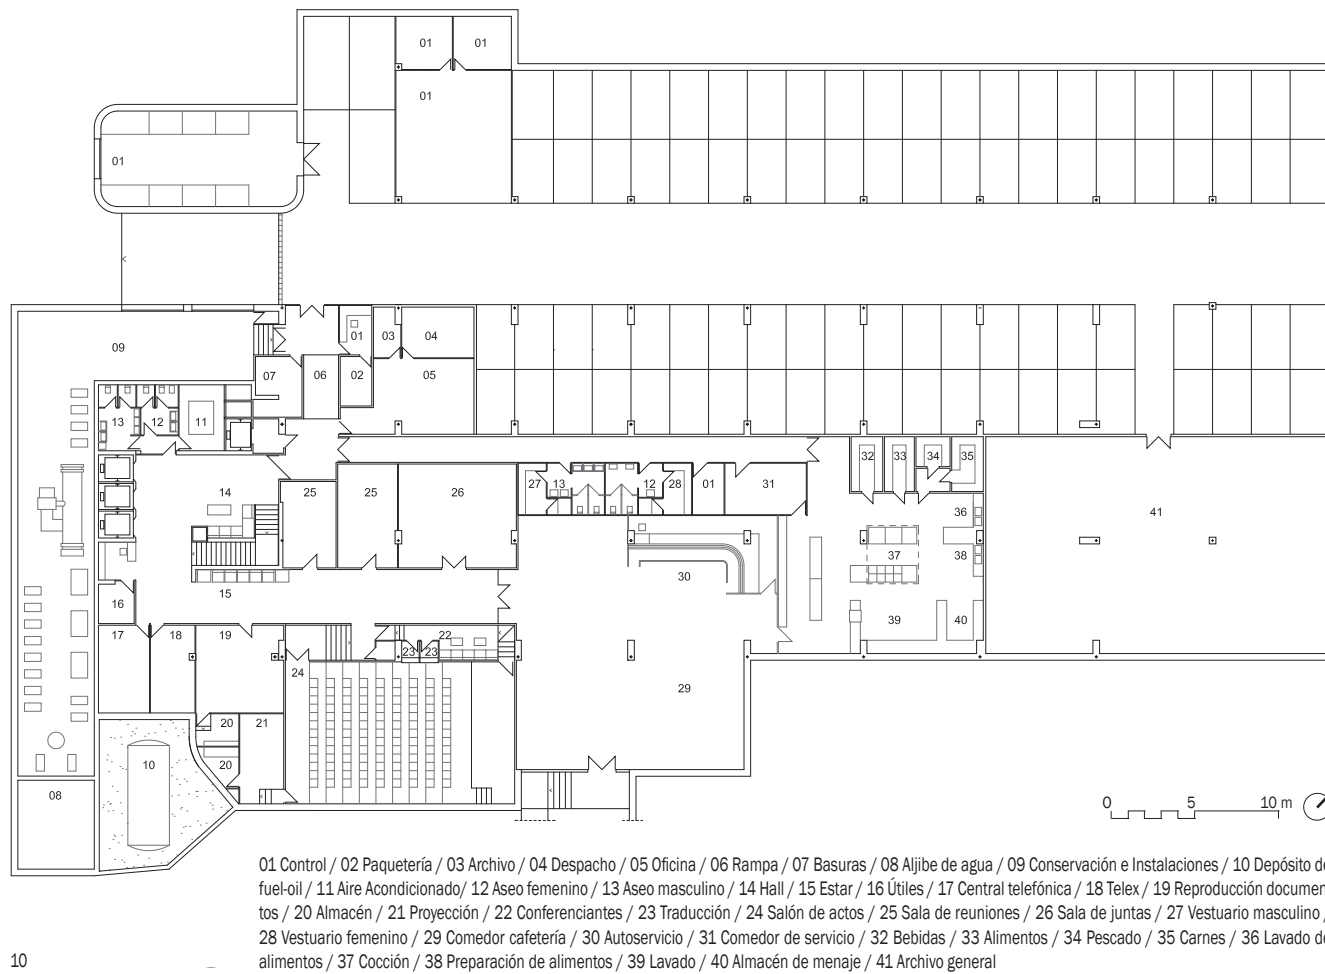 01 01
01
01
01 03 04
09
07 06 02 05
13 12 11
32 33 34 35
14 25 25 26 27 13 12 28 01 31
36 41
37 38
30
15
16
39 40
17 18 19 22
23 23
24
29
20 21
10 20
08
0 5 10 m
01 Control / 02 Paquetería / 03 Archivo / 04 Despacho / 05 Oficina / 06 Rampa / 07 Basuras / 08 Aljibe de agua / 09 Conservación e Instalaciones / 10 Depósito de
fuel-oil / 11 Aire Acondicionado/ 12 Aseo femenino / 13 Aseo masculino / 14 Hall / 15 Estar / 16 Útiles / 17 Central telefónica / 18 Telex / 19 Reproducción documen
tos / 20 Almacén / 21 Proyección / 22 Conferenciantes / 23 Traducción / 24 Salón de actos / 25 Sala de reuniones / 26 Sala de juntas / 27 Vestuario masculino /
28 Vestuario femenino / 29 Comedor cafetería / 30 Autoservicio / 31 Comedor de servicio / 32 Bebidas / 33 Alimentos / 34 Pescado / 35 Carnes / 36 Lavado de
alimentos / 37 Cocción / 38 Preparación de alimentos / 39 Lavado / 40 Almacén de menaje / 41 Archivo general
10